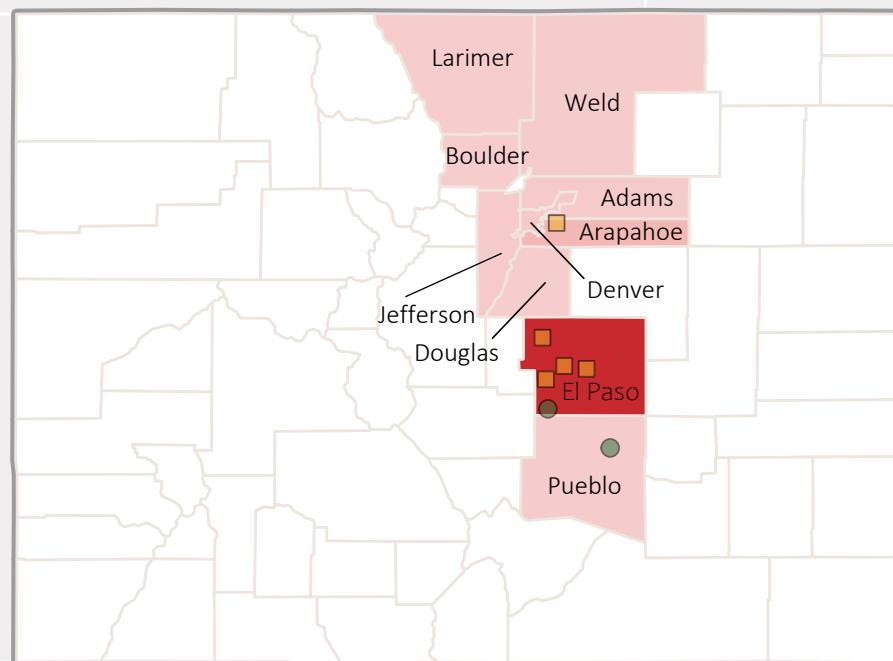 Larimer
Weld
Boulder
Adams
Arapahoe
Denver
Jefferson
Douglas
El Paso
Pueblo